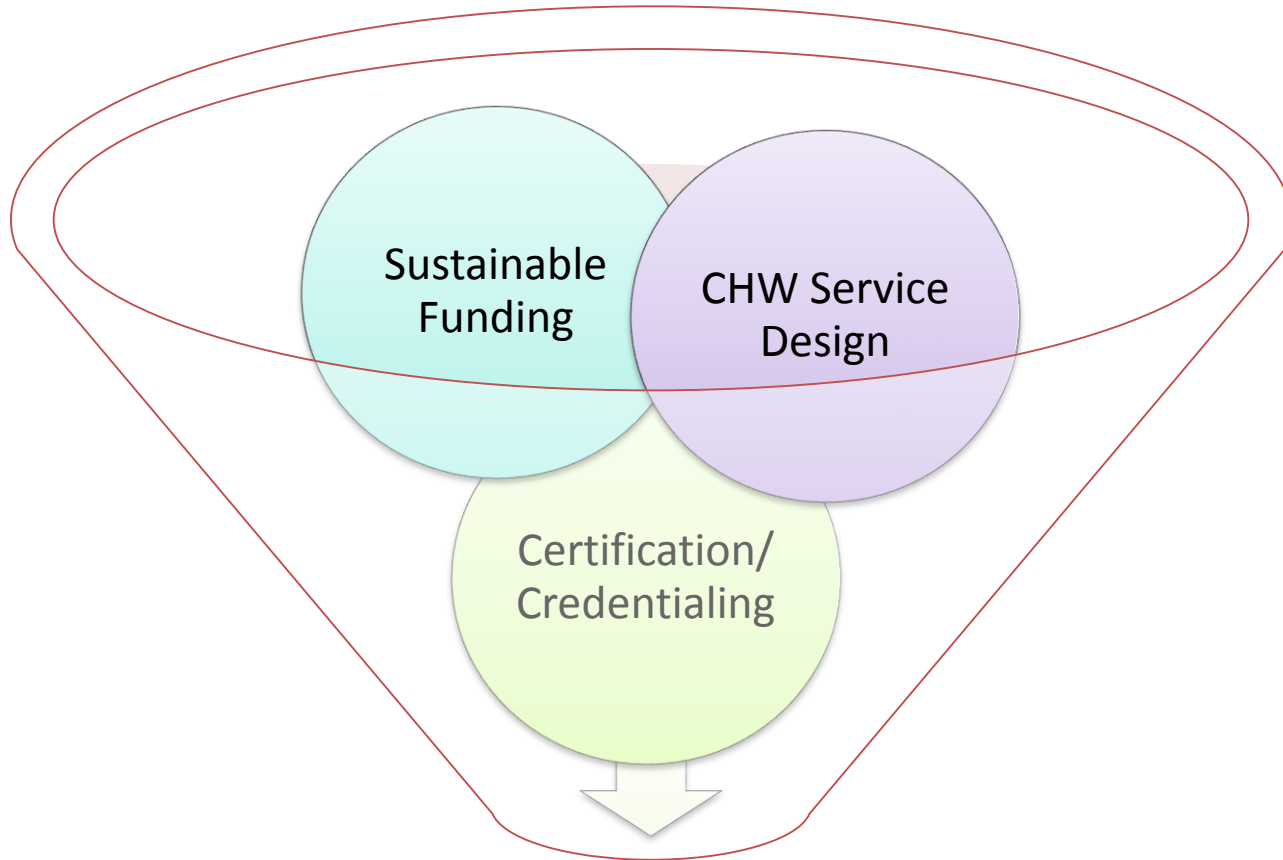 Sustainable
Funding
CHW Service
Design
Certification/
Credentialing